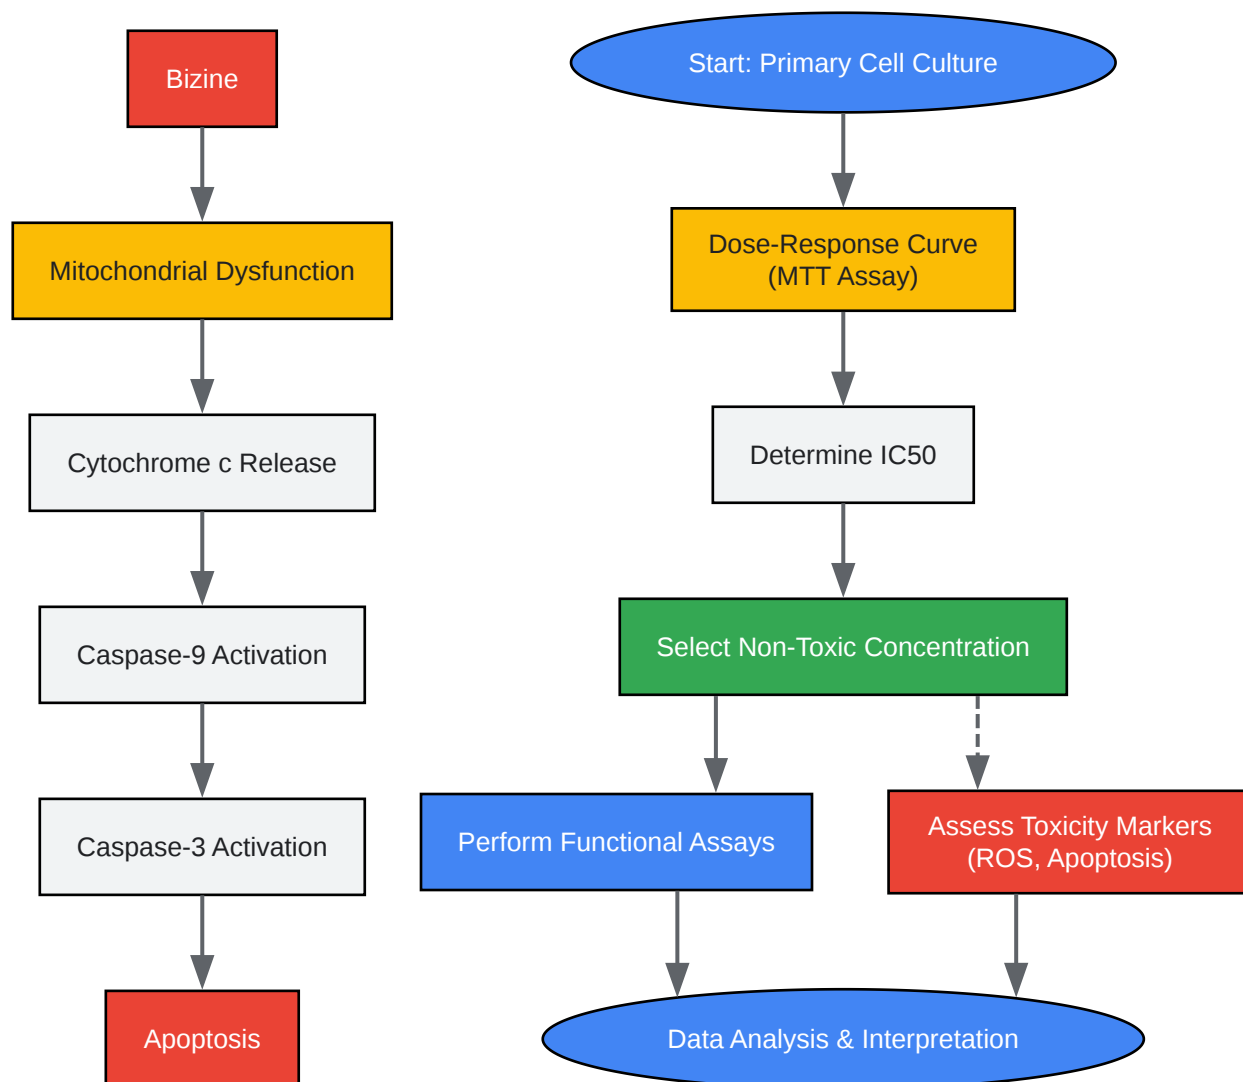 Bizine
Mitochondrial Dysfunction
Cytochrome c Release
Caspase-9 Activation
Caspase-3 Activation
Apoptosis
Start: Primary Cell Culture
Dose-Response Curve
(MTT Assay)
Determine IC50
Select Non-Toxic Concentration
Perform Functional Assays
Assess Toxicity Markers
(ROS, Apoptosis)
Data Analysis & Interpretation